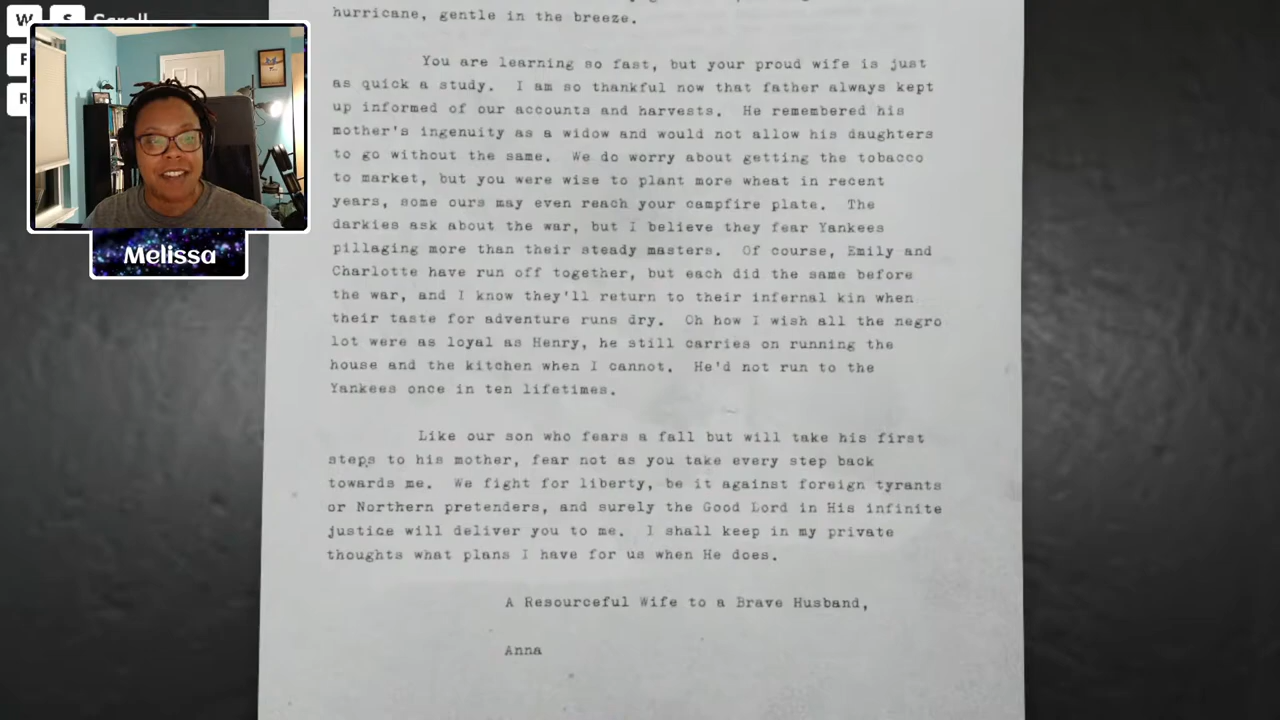 W S Scroll
F
R
Melissa
hurricane, gentle in the breeze.
You are learning so fast, but your proud wife is just
as quick a study. I am so thankful now that father always kept
up informed of our accounts and harvests. He remembered his
mother's ingenuity as a widow and would not allow his daughters
to go without the same. We do worry about getting the tobacco
to market, but you were wise to plant more wheat in recent
years, some ours may even reach your campfire plate. The
darkies ask about the war, but I believe they fear Yankees
pillaging more than their steady masters. Of course, Emily and
Charlotte have run off together, but each did the same before
the war, and I know they'll return to their infernal kin when
their taste for adventure runs dry. Oh how I wish all the negro
lot were as loyal as Henry, he still carries on running the
house and the kitchen when I cannot. He'd not run to the
Yankees once in ten lifetimes.
Like our son who fears a fall but will take his first
steps to his mother, fear not as you take every step back
towards me. We fight for liberty, be it against foreign tyrants
or Northern pretenders, and surely the Good Lord in His infinite
justice will deliver you to me. I shall keep in my private
thoughts what plans I have for us when He does.
A Resourceful Wife to a Brave Husband,
Anna